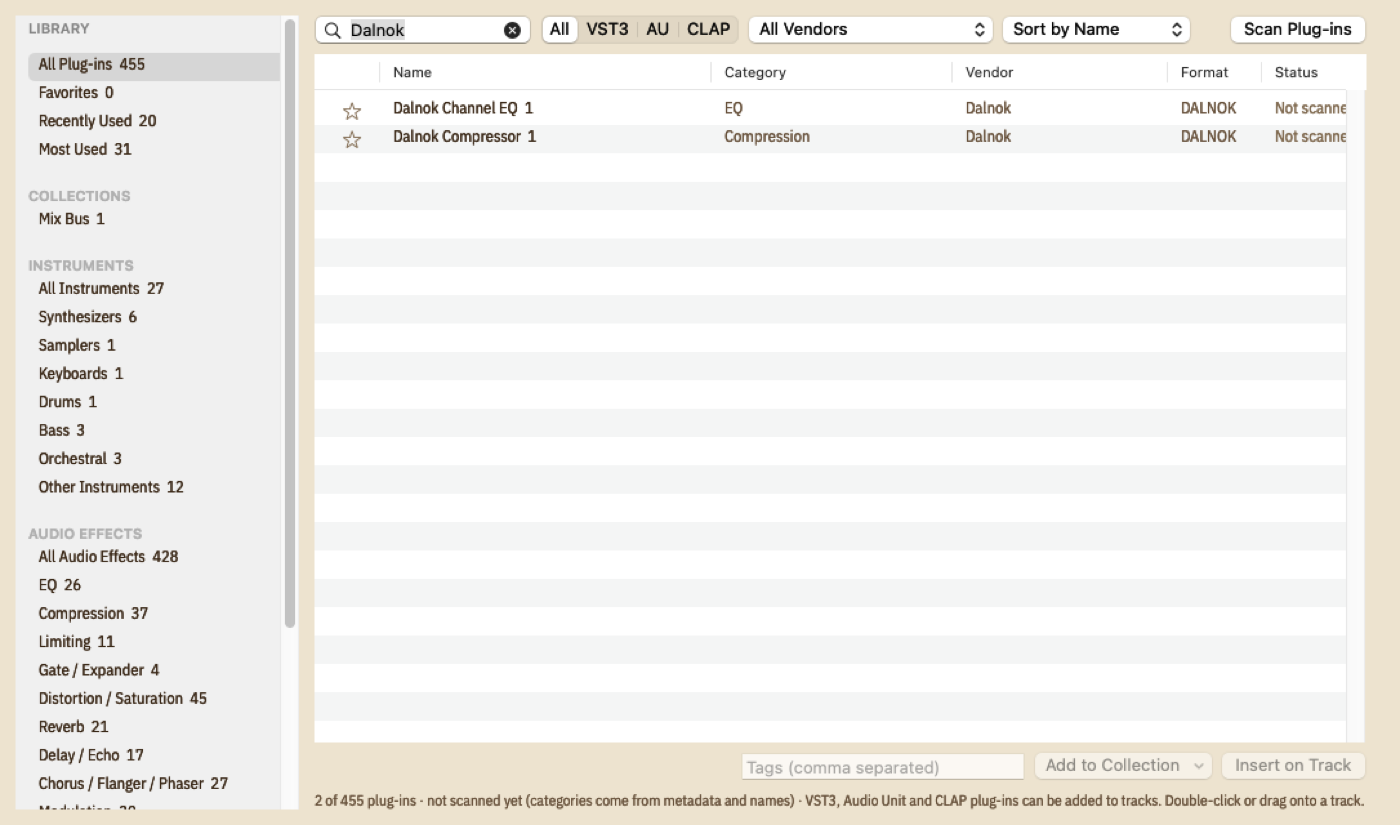 LIBRARY
All Plug-ins 455
Favorites 0
Recently Used 20
Most Used 31
COLLECTIONS
Mix Bus 1
INSTRUMENTS
All Instruments 27
Synthesizers 6
Samplers 1
Keyboards 1
Drums 1
Bass 3
Orchestral 3
Other Instruments 12
AUDIO EFFECTS
All Audio Effects 428
EQ 26
Compression 37
Limiting 11
Gate / Expander 4
Distortion / Saturation 45
Reverb 21
Delay / Echo 17
Chorus / Flanger / Phaser 27
Dalnok All VST3 AU CLAP All Vendors Sort by Name Scan Plug-ins
Name Category Vendor Format Status
Dalnok Channel EQ 1 EQ Dalnok DALNOK Not scanne
Dalnok Compressor 1 Compression Dalnok DALNOK Not scanne
Tags (comma separated) Add to Collection Insert on Track
2 of 455 plug-ins · not scanned yet (categories come from metadata and names) · VST3, Audio Unit and CLAP plug-ins can be added to tracks. Double-click or drag onto a track.